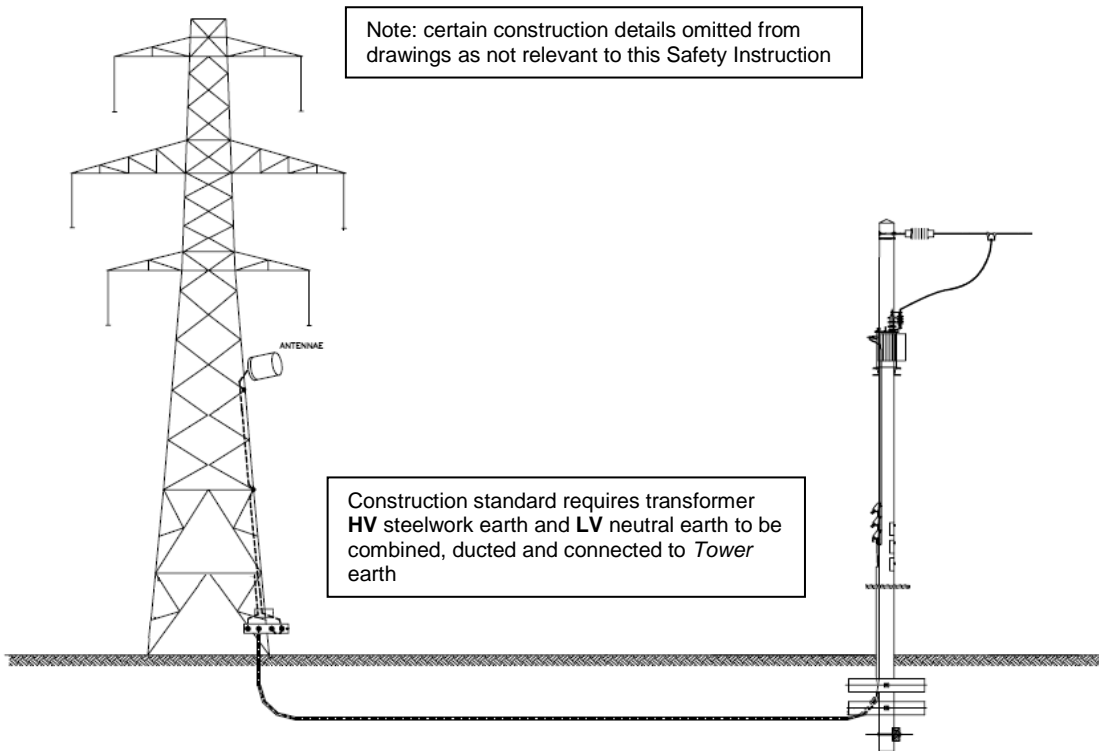 Note: certain construction details omitted from
drawings as not relevant to this Safety Instruction
ANTENNAE
Construction standard requires transformer
HV steelwork earth and LV neutral earth to be
combined, ducted and connected to Tower
earth